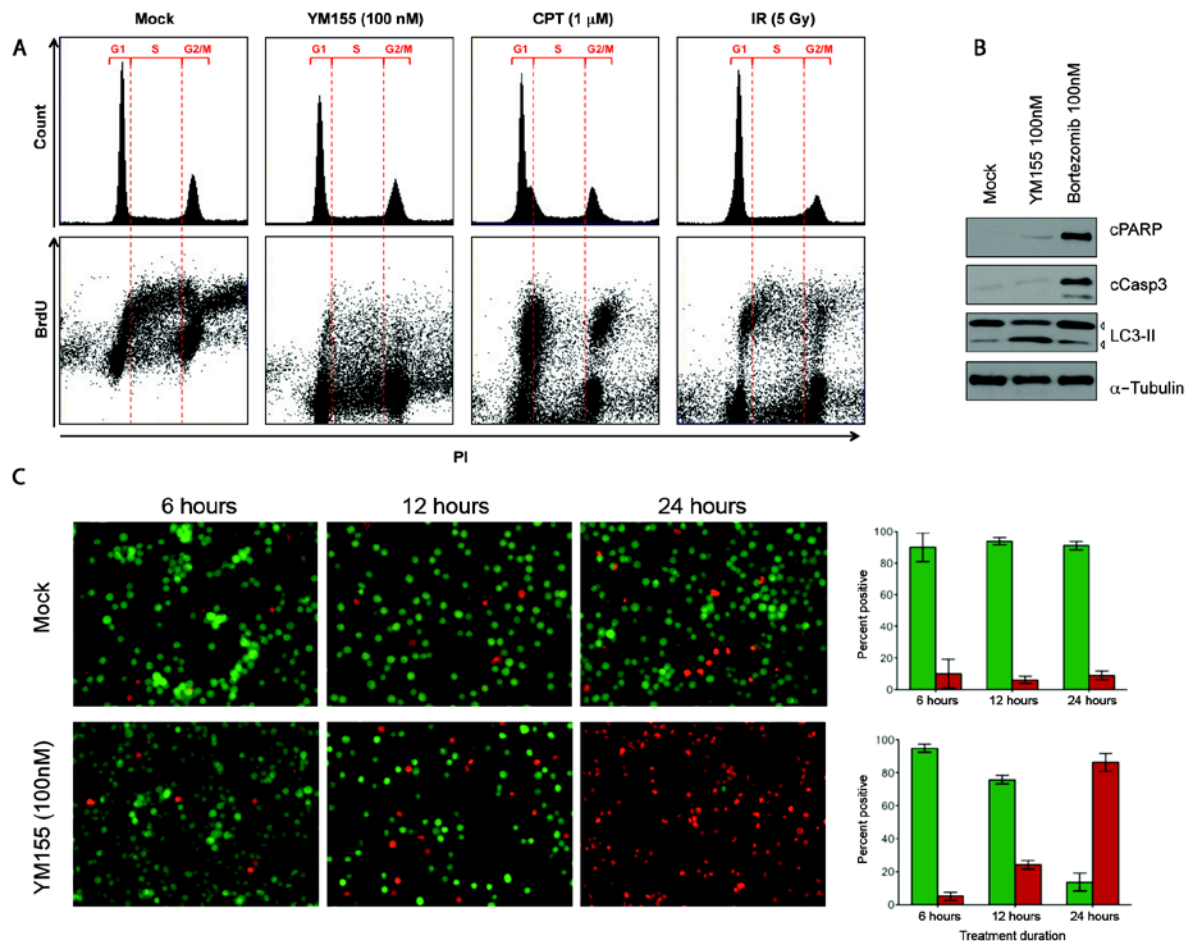 A
Mock
YM155 (100 nM)
CPT (1 µM)
IR (5 Gy)
G1 S G2/M
G1 S G2/M
G1 S G2/M
G1 S G2/M
Count
BrdU
PI
B
Mock
YM155 100nM
Bortezomib 100nM
cPARP
cCasp3
LC3-II
α-Tubulin
C
6 hours
12 hours
24 hours
Mock
YM155 (100nM)
Percent positive
100
80
60
40
20
0
6 hours 12 hours 24 hours
Percent positive
100
80
60
40
20
0
6 hours 12 hours 24 hours
Treatment duration